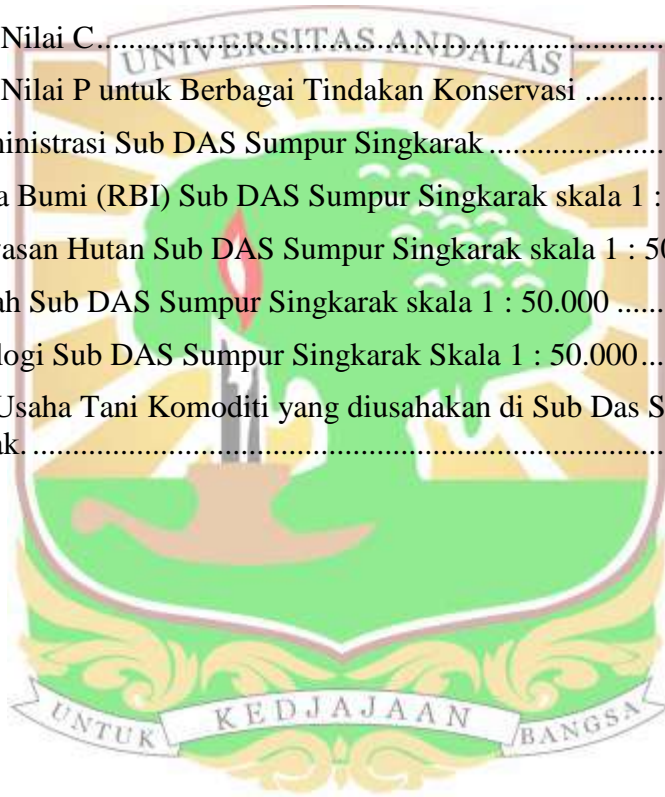 Nilai C..............................................................
UNIVERSITAS ANDALAS
Nilai P untuk Berbagai Tindakan Konservasi ...........
ministrasi Sub DAS Sumpur Singkarak .....................
a Bumi (RBI) Sub DAS Sumpur Singkarak skala 1 :
asan Hutan Sub DAS Sumpur Singkarak skala 1 : 50
ah Sub DAS Sumpur Singkarak skala 1 : 50.000 .......
logi Sub DAS Sumpur Singkarak Skala 1 : 50.000....
Usaha Tani Komoditi yang diusahakan di Sub Das S
ak. .....................................................................
UNTUK KEDJAJAAN BANGSA